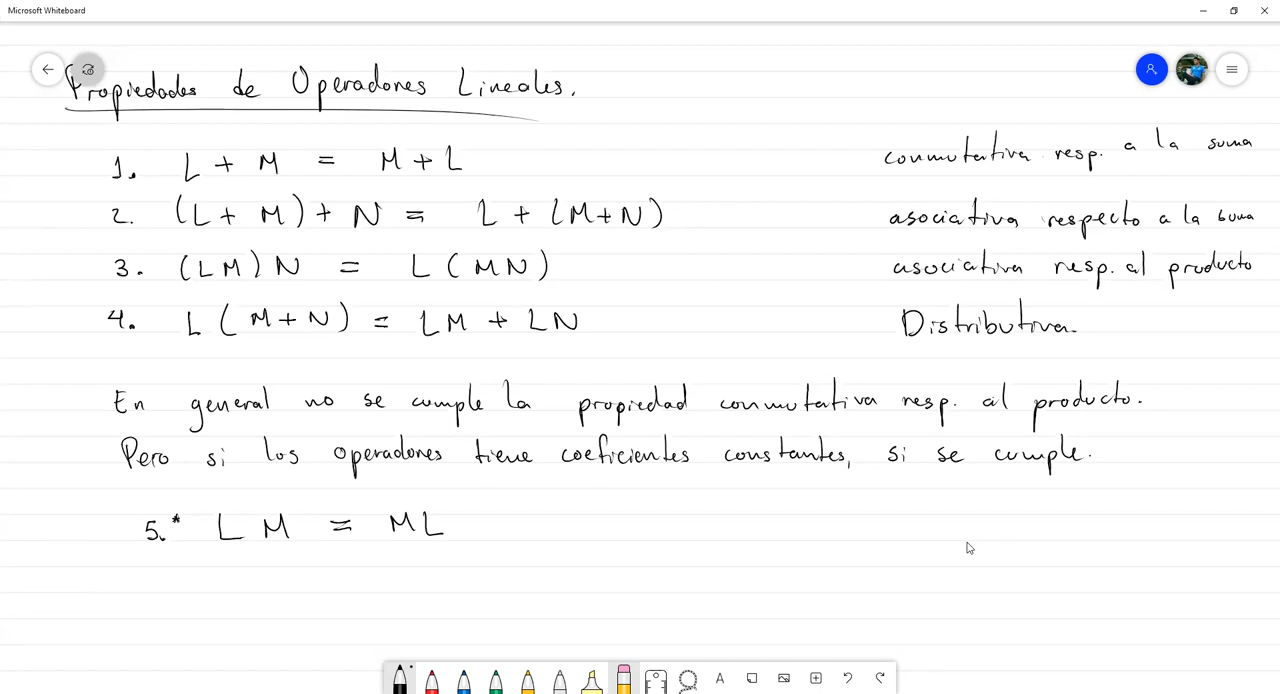 Microsoft Whiteboard
Propiedades de Operadores Lineales.
1. L + M = M + L conmutativa resp. a la suma
2. (L + M) + N = L + (M+N) asociativa respecto a la suma
3. (LM)N = L(MN) asociativa resp. al producto
4. L(M+N) = LM + LN Distributiva.
En general no se cumple la propiedad conmutativa resp. al producto.
Pero si los operadores tiene coeficientes constantes, si se cumple.
5.* LM = ML
A